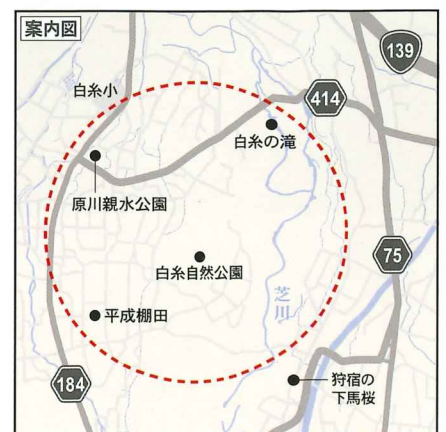 案内図
139
白糸小
414
白糸の滝
原川親水公園
75
白糸自然公園
芝川
平成棚田
184
狩宿の
下馬桜